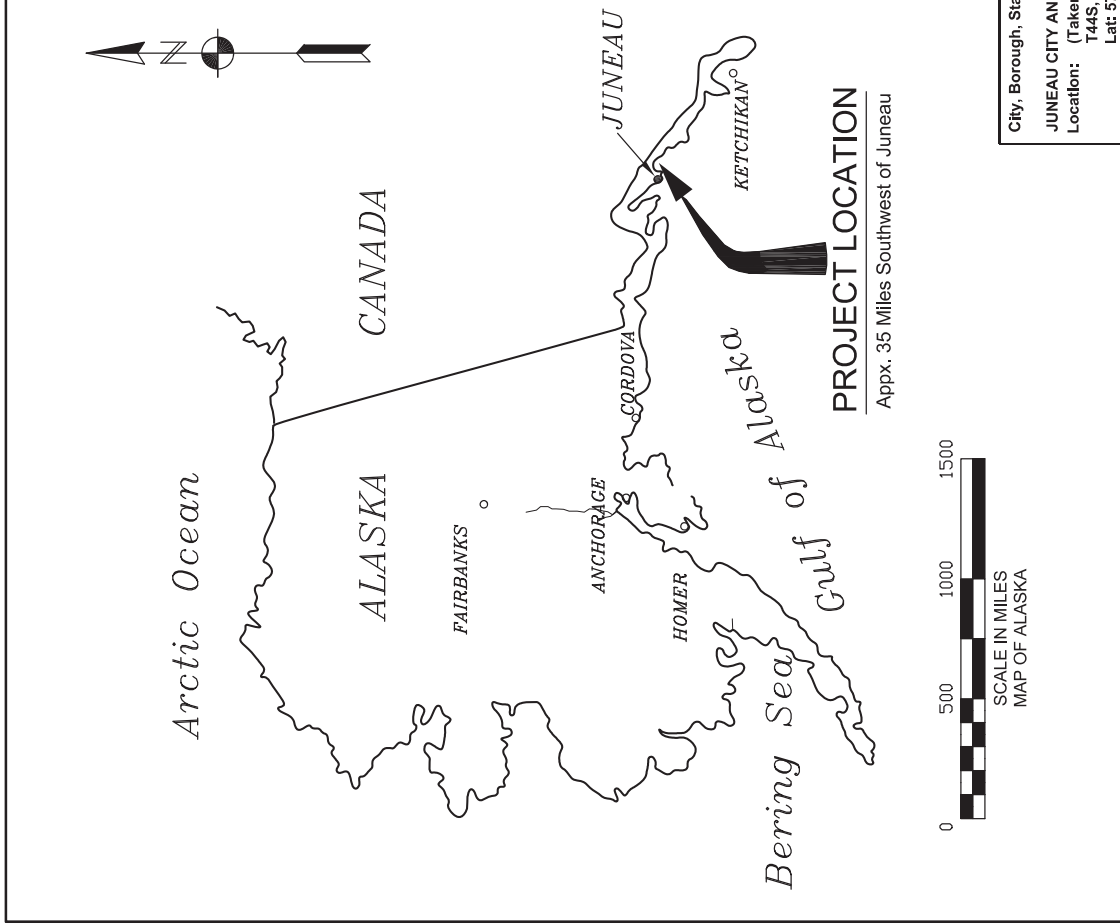 N
Arctic Ocean
CANADA
ALASKA
JUNEAU
FAIRBANKS
CORDOVA
ANCHORAGE
KETCHIKAN
HOMER
Gulf of Alaska
Bering Sea
PROJECT LOCATION
Appx. 35 Miles Southwest of Juneau
0 500 1000 1500
SCALE IN MILES
MAP OF ALASKA
City, Borough, Sta
JUNEAU CITY AN
Location: (Taken
T44S,
Lat: 57